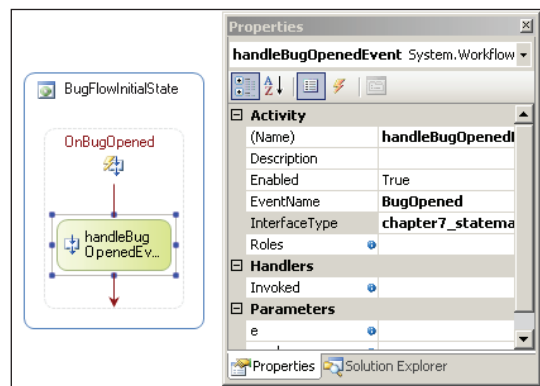 BugFlowInitialState
OnBugOpened
handleBug
OpenedEv...
Properties
handleBugOpenedEvent System.Workflow
Activity
(Name) handleBugOpened
Description
Enabled True
EventName BugOpened
InterfaceType chapter7_statema
Roles
Handlers
Invoked
Parameters
e
Properties Solution Explorer